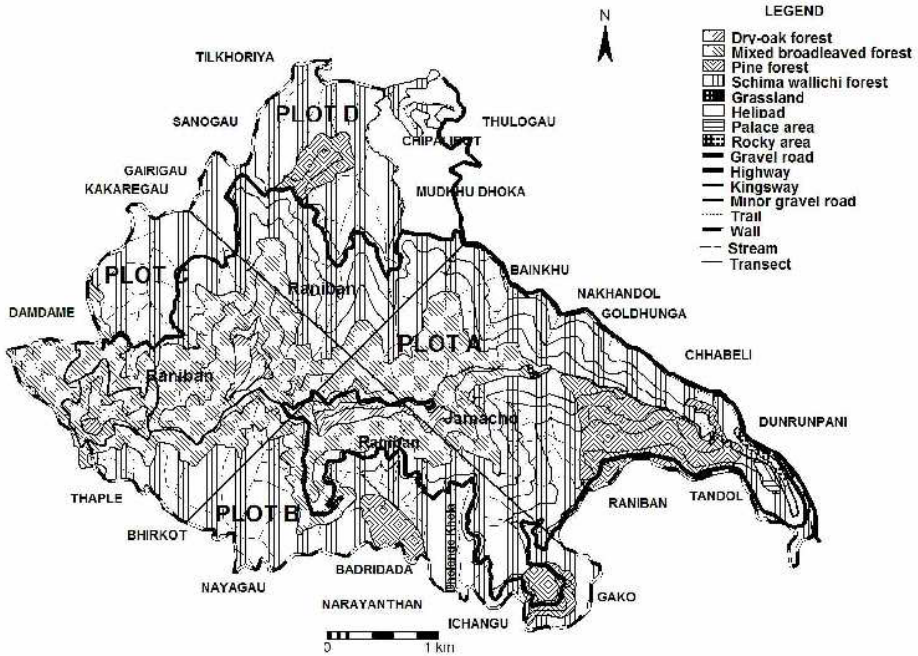 N
LEGEND
Dry-oak forest
Mixed broadleaved forest
Pine forest
Schima wallichi forest
Grassland
Helipad
Palace area
Rocky area
Gravel road
Highway
Kingsway
Minor gravel road
Trail
Wall
Stream
Transect
TILKHORIYA
PLOT D
SANOGAU
THULOGAU
CHIPALIBOT
GAIRIGAU
KAKAREGAU
MUDKHU DHOKA
PLOT C
BAINKHU
Raniban
NAKHANDOL
GOLDHUNGA
DAMDAME
PLOT A
CHHABELI
Raniban
Jamacho
DUNRUNPANI
Raniban
THAPLE
RANIBAN
TANDOL
PLOT B
BHIRKOT
BADRIDADA
NAYAGAU
NARAYANTHAN
GAKO
ICHANGU
0 1 km